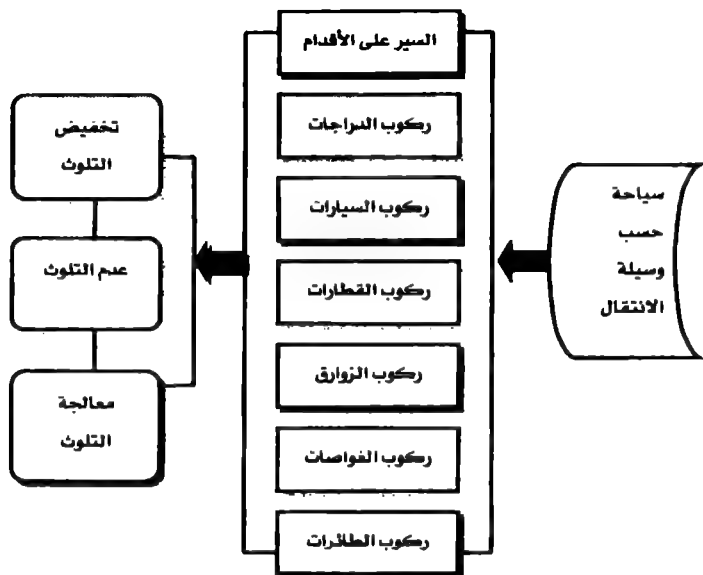 سياحة
حسب
وسيلة
الانتقال
السير على الأقدام
ركوب الدراجات
ركوب السيارات
ركوب القطارات
ركوب الزوارق
ركوب الغواصات
ركوب الطائرات
تخفيض
التلوث
عدم التلوث
معالجة
التلوث